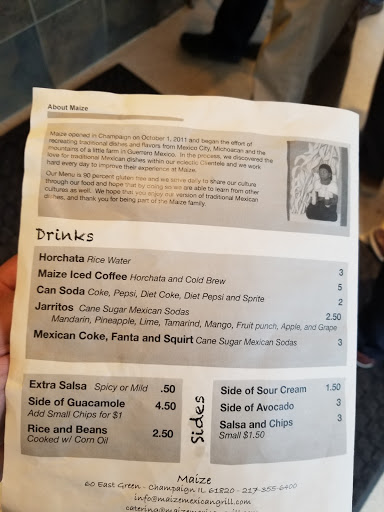 About Maize
Maize opened in Champaign on October 1, 2011 and began the effort of
recreating traditional dishes and flavors from Mexico City, Michoacan and the
mountains of a little farm in Guerrero Mexico. In the process, we discovered the
love for traditional Mexican dishes within our eclectic Clientele and we work
hard every day to improve their experience at Maize.
Our Menu is 90 percent gluten free and we strive daily to share our culture
through our food and hope that by doing so we are able to learn from other
cultures as well. We hope that you enjoy our version of traditional Mexican
dishes, and thank you for being part of the Maize family.
Drinks
Horchata Rice Water 3
Maize Iced Coffee Horchata and Cold Brew 5
Can Soda Coke, Pepsi, Diet Coke, Diet Pepsi and Sprite 2
Jarritos Cane Sugar Mexican Sodas 2.50
Mandarin, Pineapple, Lime, Tamarind, Mango, Fruit punch, Apple, and Grape
Mexican Coke, Fanta and Squirt Cane Sugar Mexican Sodas 3
Extra Salsa Spicy or Mild .50
Side of Guacamole 4.50
Add Small Chips for $1
Rice and Beans 2.50
Cooked w/ Corn Oil
Sides
Side of Sour Cream 1.50
Side of Avocado 3
Salsa and Chips 3
Small $1.50
Maize
60 East Green - Champaign IL 61820 - 217-355-6400
info@maizemexicangrill.com